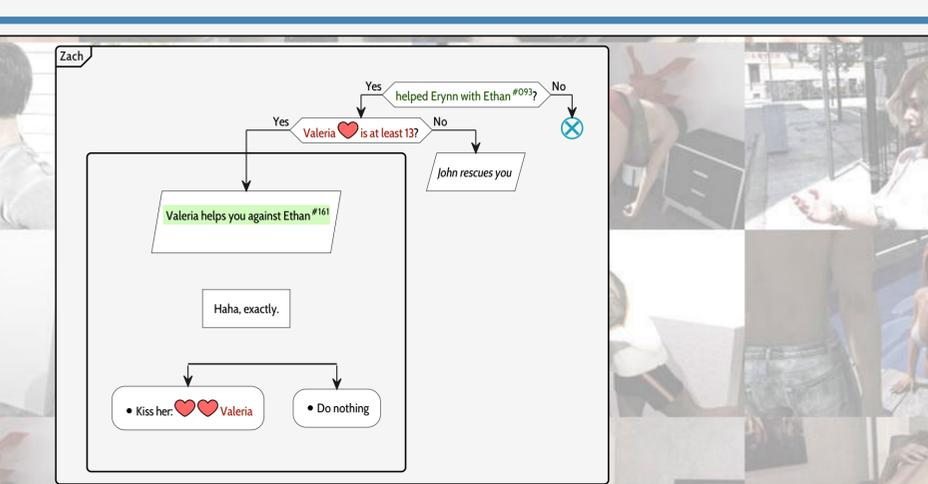 Zach
Yes
helped Erynn with Ethan #093?
No
Yes
Valeria ❤ is at least 13?
No
John rescues you
Valeria helps you against Ethan #161
Haha, exactly.
• Kiss her: ❤❤ Valeria
• Do nothing